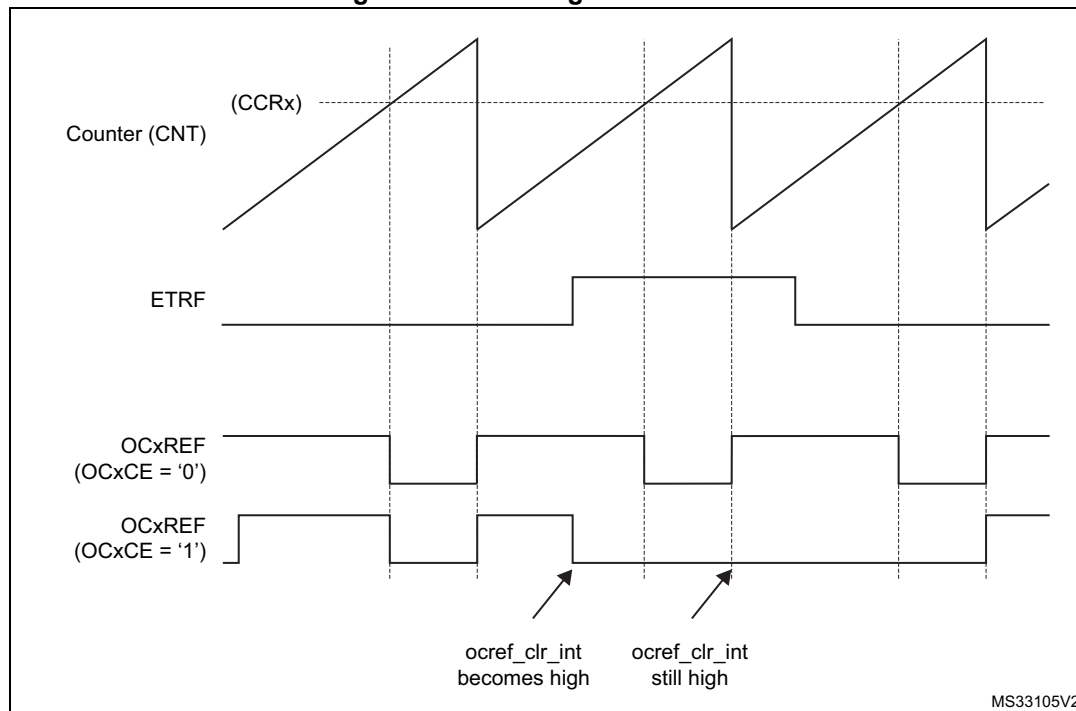 (CCRx)
Counter (CNT)
ETRF
OCxREF
(OCxCE = ‘0’)
OCxREF
(OCxCE = ‘1’)
ocref_clr_int
becomes high
ocref_clr_int
still high
MS33105V2